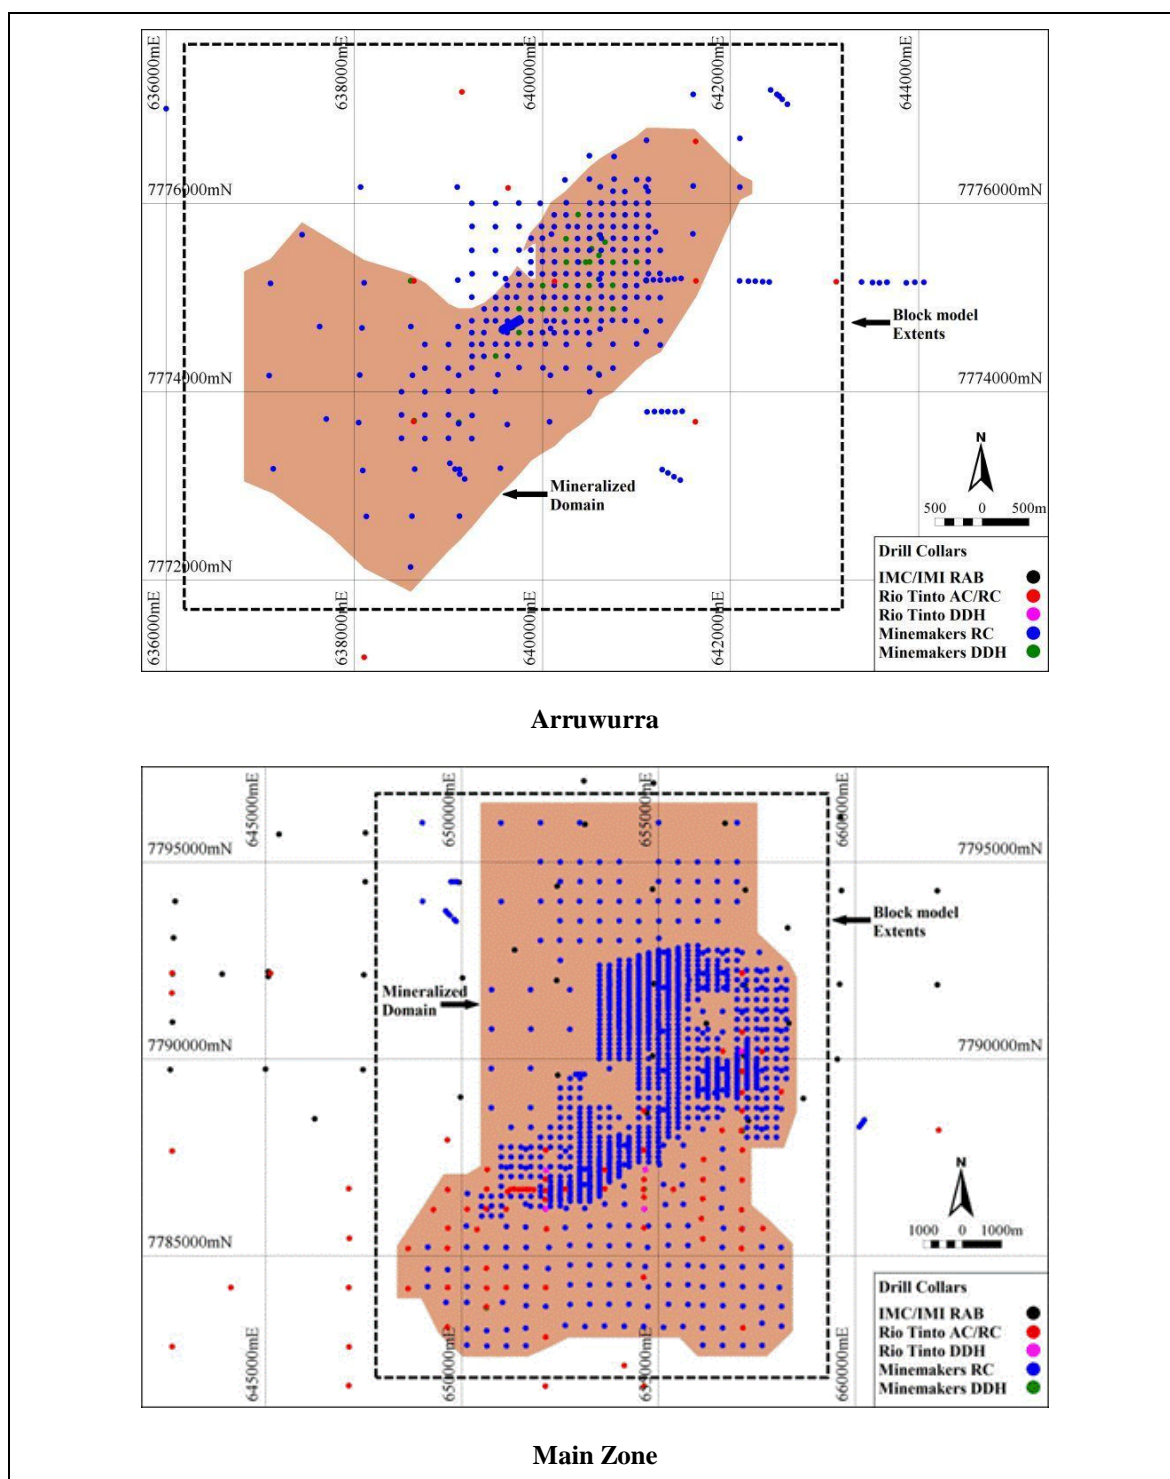 636000mE
638000mE
640000mE
642000mE
644000mE
7776000mN
7776000mN
Block model
Extents
7774000mN
7774000mN
Mineralized
Domain
N
500 0 500m
7772000mN
Drill Collars
IMC/IMI RAB
Rio Tinto AC/RC
Rio Tinto DDH
Minemakers RC
Minemakers DDH
636000mE
638000mE
640000mE
642000mE
Arruwurra
645000mE
650000mE
655000mE
660000mE
7795000mN
7795000mN
Block model
Extents
Mineralized
Domain
7790000mN
7790000mN
N
1000 0 1000m
7785000mN
7785000mN
Drill Collars
IMC/IMI RAB
Rio Tinto AC/RC
Rio Tinto DDH
Minemakers RC
Minemakers DDH
645000mE
650000mE
655000mE
660000mE
Main Zone